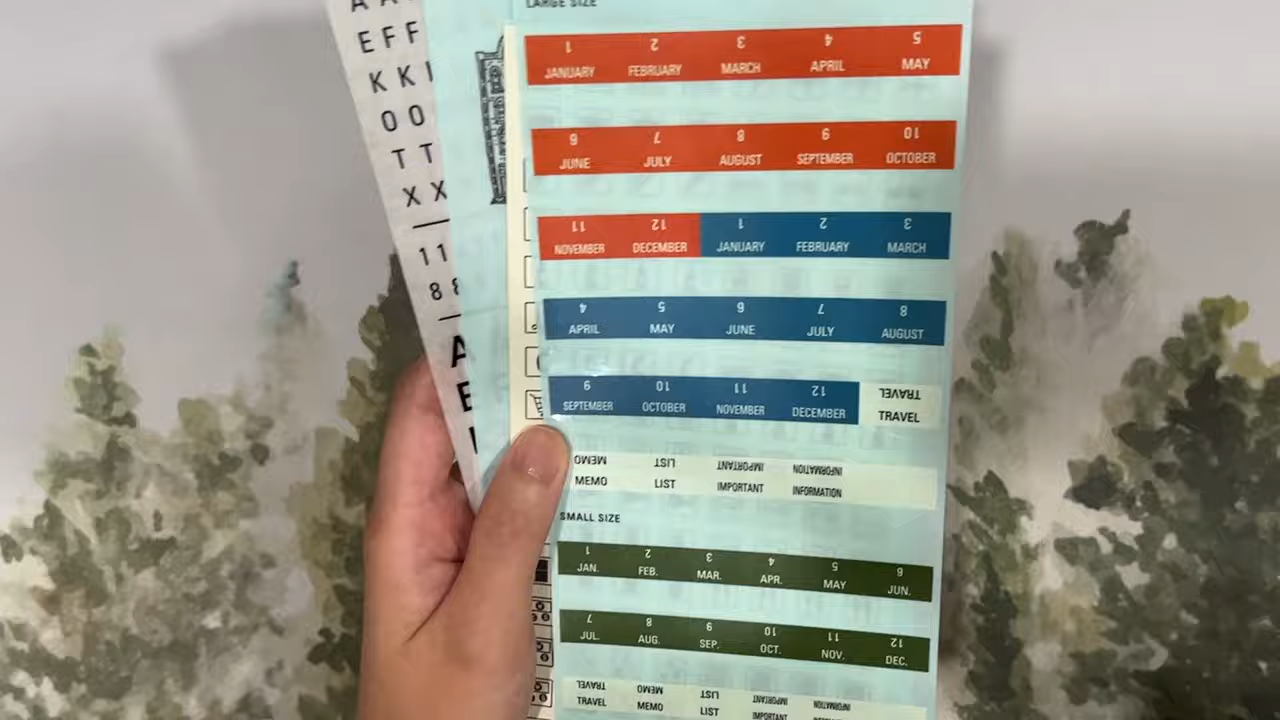 A A
E F F
K K
O O
T T
X X
1 1
8 8
A
E
LARGE SIZE
1 2 3 4 5
JANUARY FEBRUARY MARCH APRIL MAY
6 7 8 9 10
JUNE JULY AUGUST SEPTEMBER OCTOBER
11 12 1 2 3
NOVEMBER DECEMBER JANUARY FEBRUARY MARCH
4 5 6 7 8
APRIL MAY JUNE JULY AUGUST
9 10 11 12 TRAVEL
SEPTEMBER OCTOBER NOVEMBER DECEMBER TRAVEL
MEMO LIST IMPORTANT INFORMATION
MEMO LIST IMPORTANT INFORMATION
SMALL SIZE
1 2 3 4 5 6
JAN. FEB. MAR. APR. MAY JUN.
7 8 9 10 11 12
JUL. AUG. SEP. OCT. NOV. DEC.
TRAVEL MEMO LIST IMPORTANT INFORMATION
TRAVEL MEMO LIST IMPORTANT